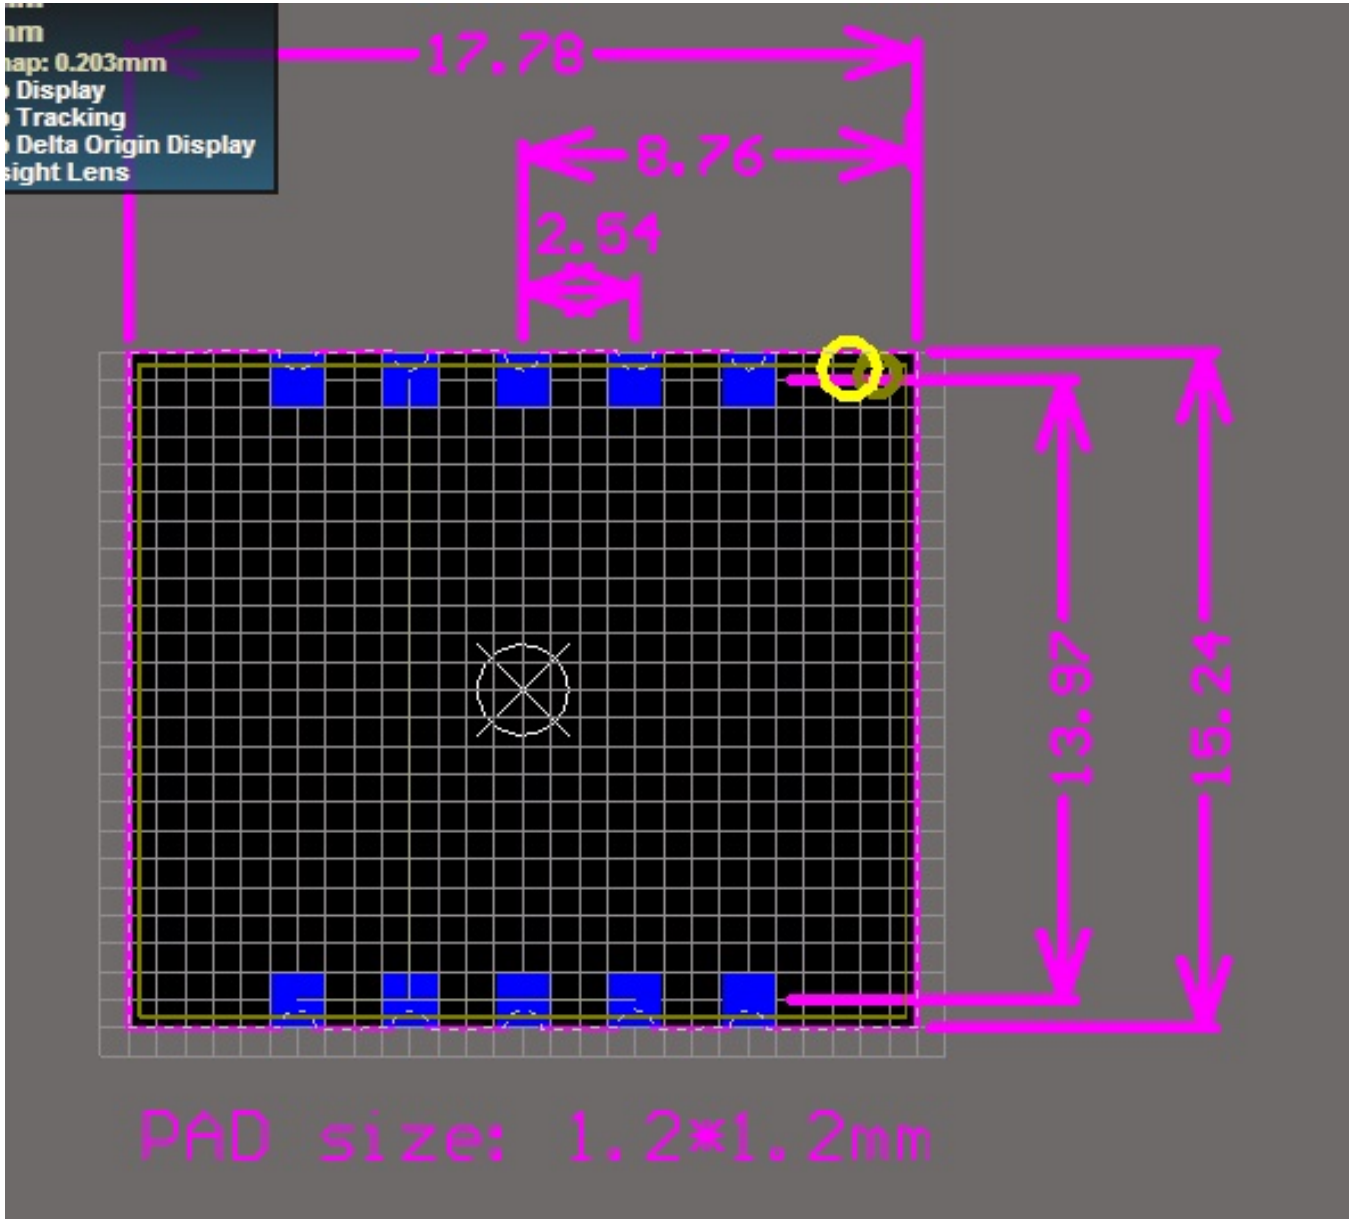 nm
nap: 0.203mm
o Display
o Tracking
o Delta Origin Display
sight Lens
17.78
8.76
2.54
13.97
15.24
PAD size: 1.2*1.2mm